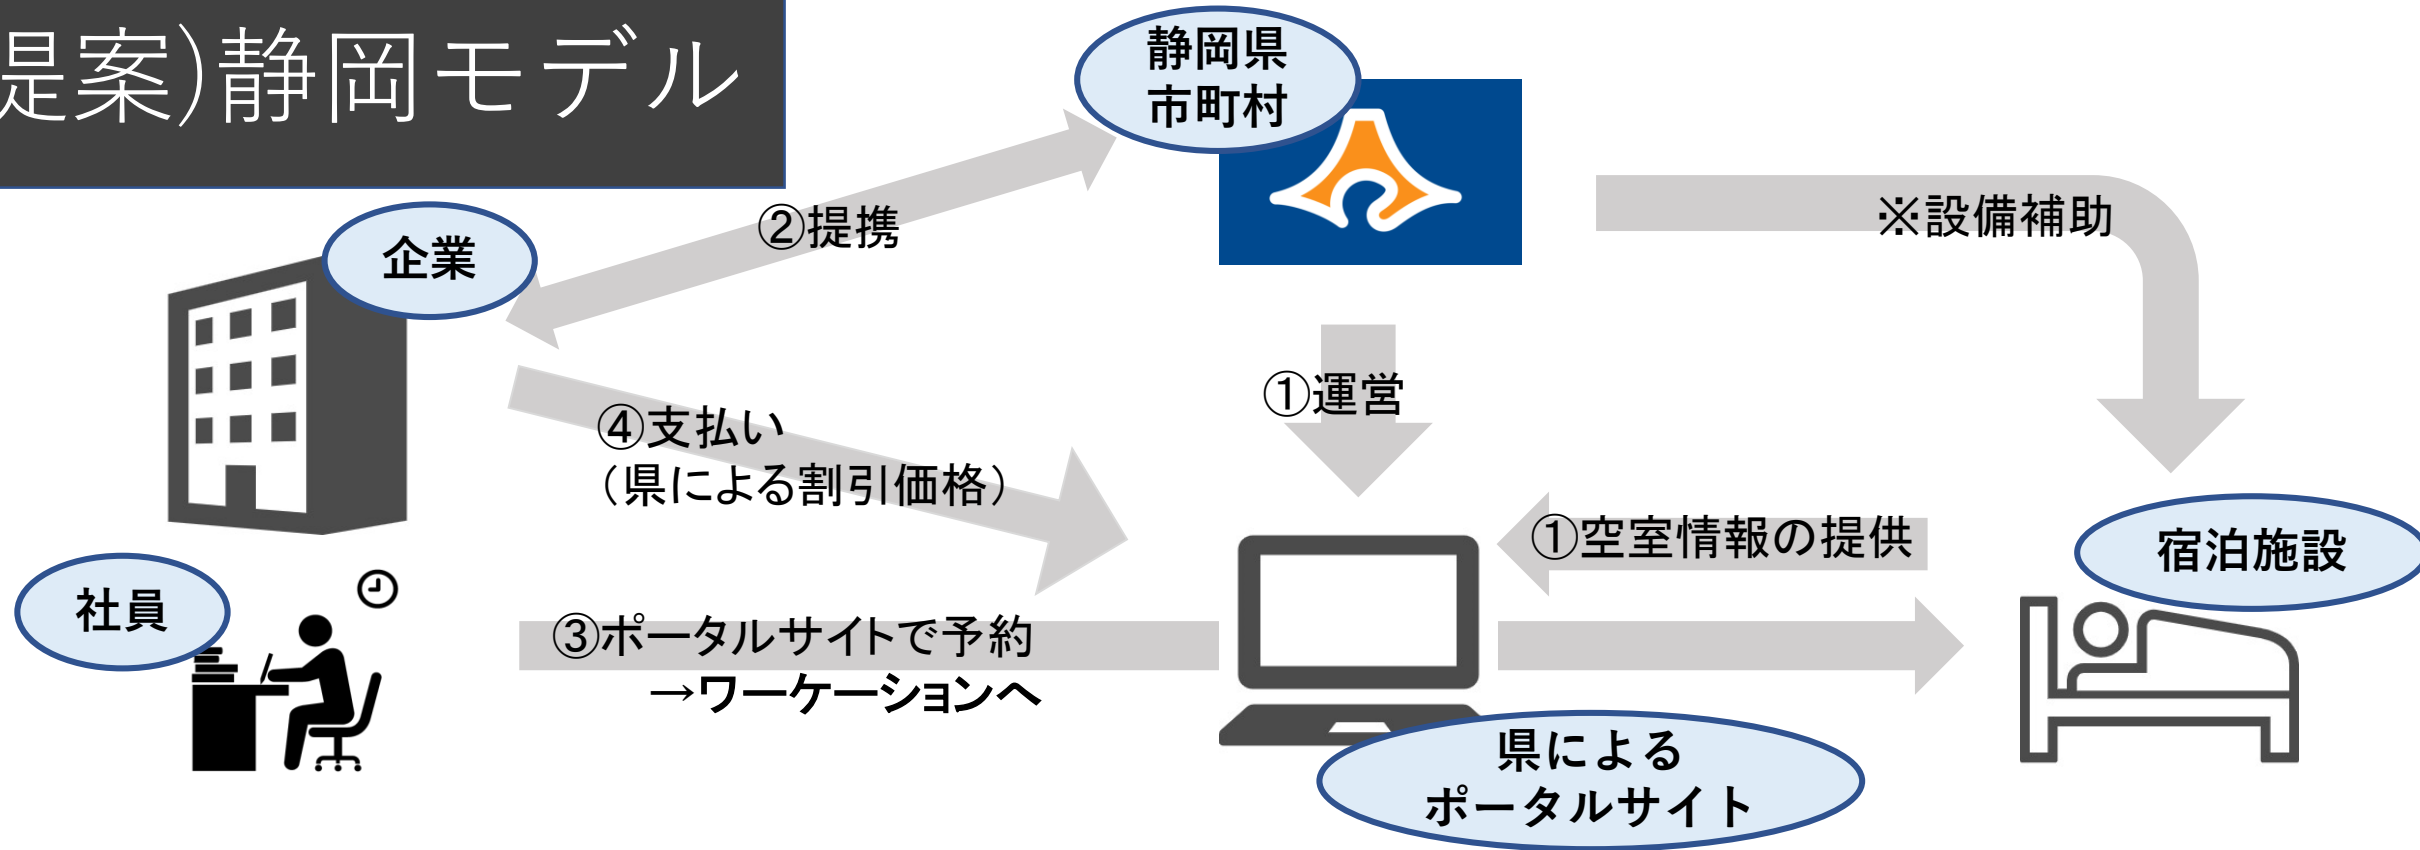 提案)静岡モデル
静岡県
市町村
②提携
※設備補助
企業
①運営
④支払い
（県による割引価格）
①空室情報の提供
宿泊施設
社員
③ポータルサイトで予約
→ワーケーションへ
県による
ポータルサイト